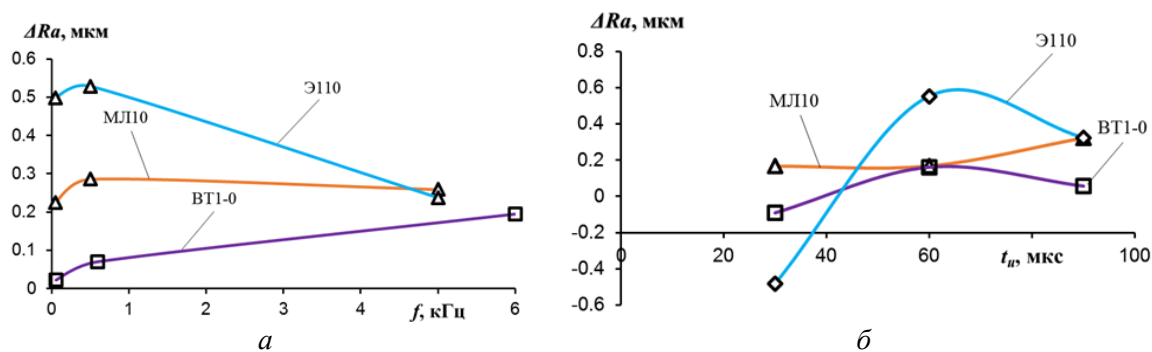 ΔRa, мкм
0.6
0.5
0.4
0.3
0.2
0.1
0
Э110
МЛ10
ВТ1-0
0 1 2 3 4 5 6
f, кГц
а
ΔRa, мкм
0.8
0.6
0.4
0.2
0
-0.2
-0.4
-0.6
Э110
МЛ10
ВТ1-0
0 20 40 60 80 100
tи, мкс
б